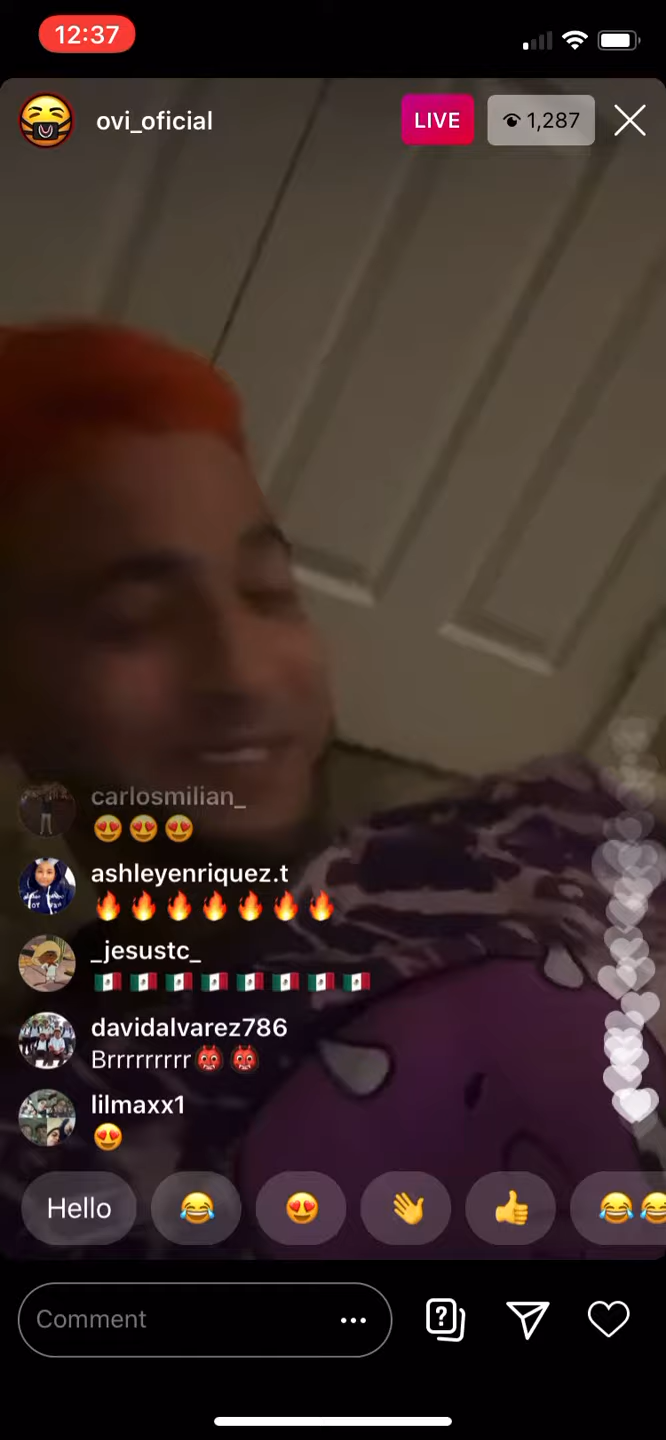 12:37
ovi_oficial
LIVE
1,287
carlosmilian_
😍😍😍
ashleyenriquez.t
🔥🔥🔥🔥🔥🔥🔥
_jesustc_
🇲🇽🇲🇽🇲🇽🇲🇽🇲🇽🇲🇽🇲🇽🇲🇽
davidalvarez786
Brrrrrrrrr👹👹
lilmaxx1
😍
Hello 😂 😍 👋 👍 😂😂
Comment